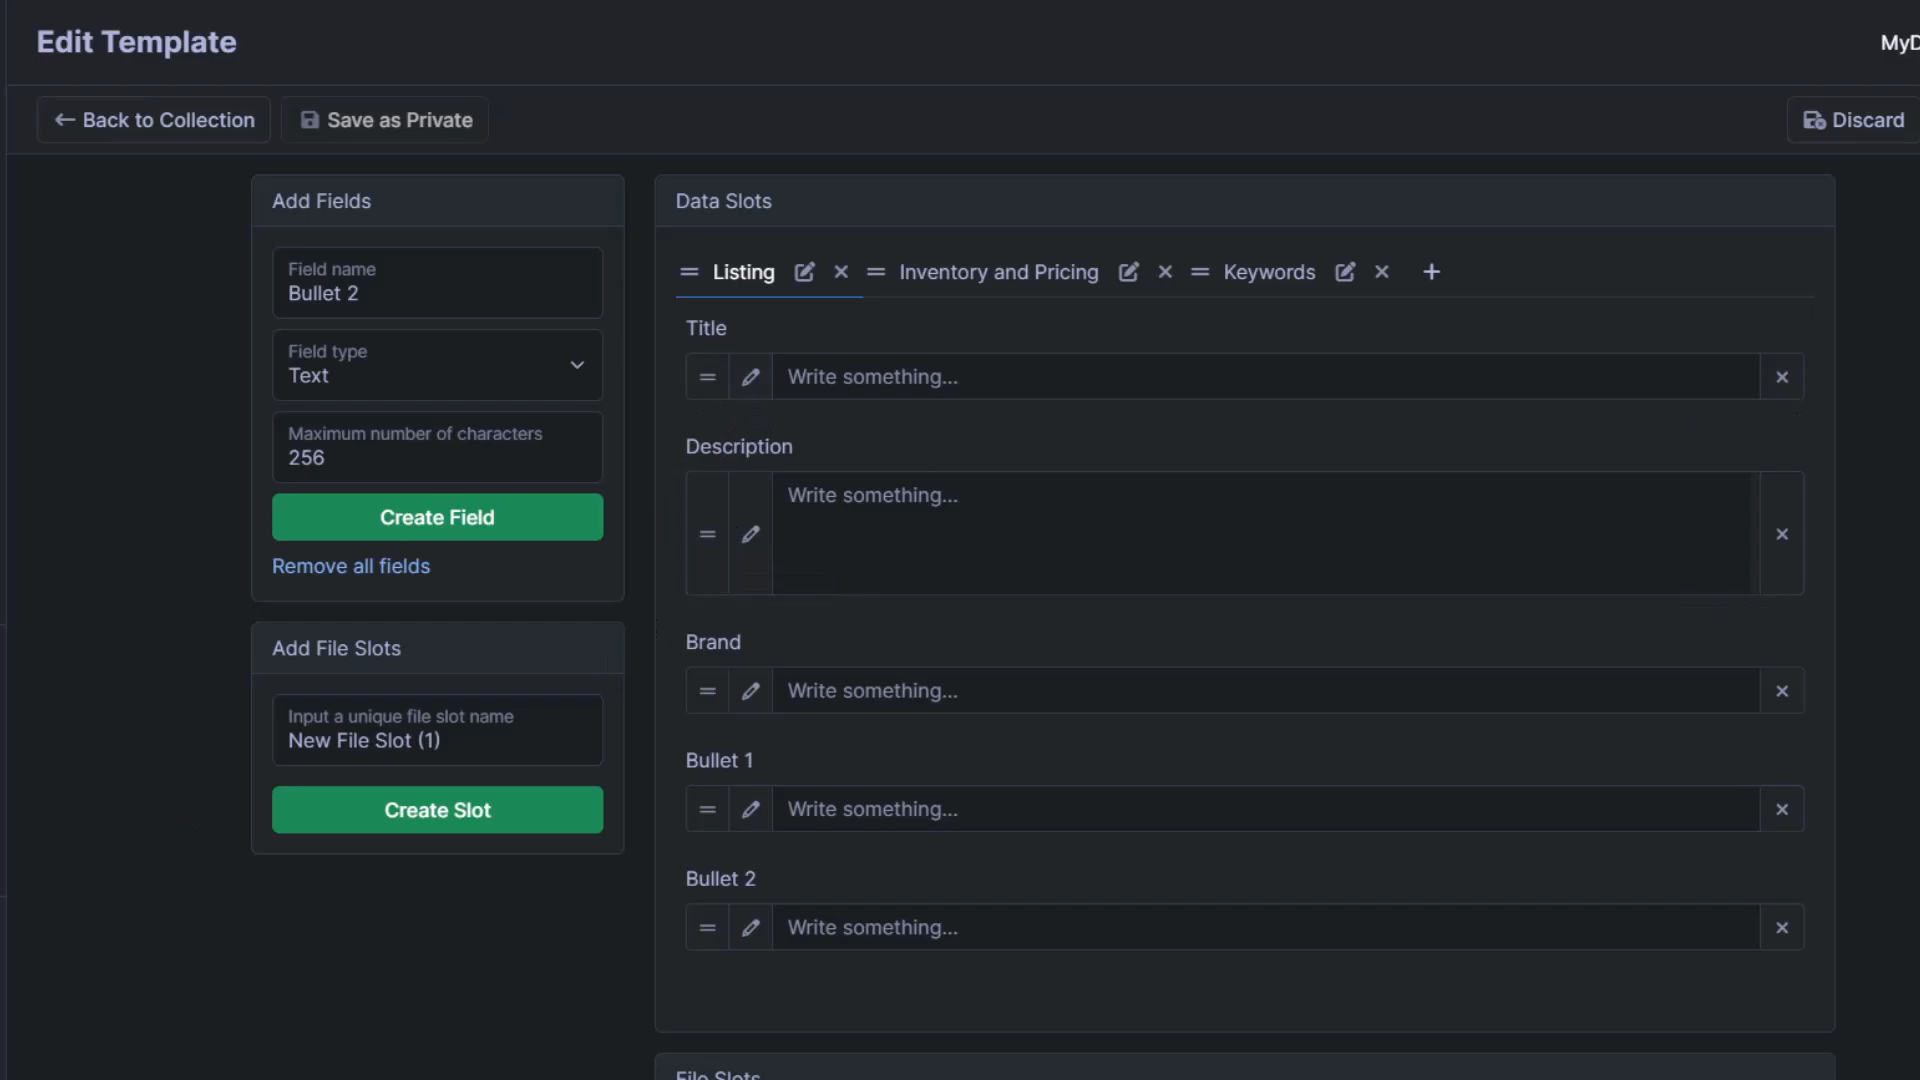 Edit Template
MyD
Back to Collection
Save as Private
Discard
Add Fields
Field name
Bullet 2
Field type
Text
Maximum number of characters
256
Create Field
Remove all fields
Add File Slots
Input a unique file slot name
New File Slot (1)
Create Slot
Data Slots
Listing Inventory and Pricing Keywords
Title
Write something...
Description
Write something...
Brand
Write something...
Bullet 1
Write something...
Bullet 2
Write something...
File Slots